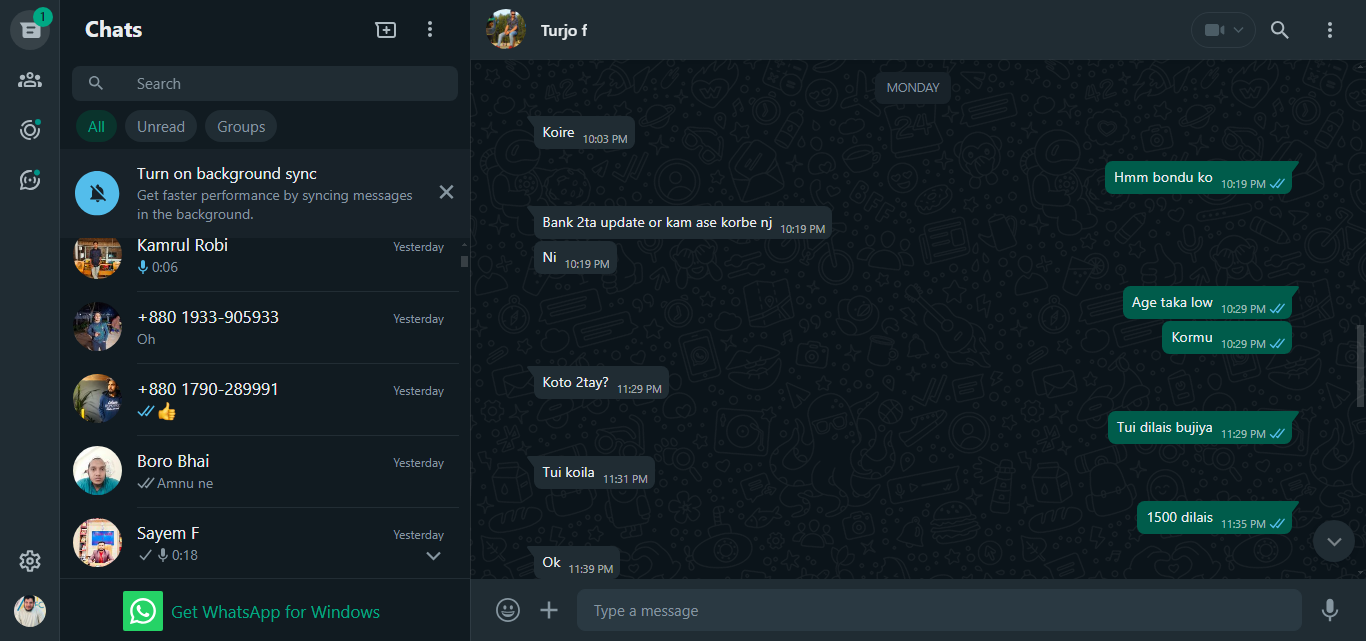 1
Chats
Search
All
Unread
Groups
Turn on background sync
Get faster performance by syncing messages
in the background.
Kamrul Robi
Yesterday
0:06
+880 1933-905933
Yesterday
Oh
+880 1790-289991
Yesterday
Boro Bhai
Yesterday
Amnu ne
Sayem F
Yesterday
0:18
Get WhatsApp for Windows
Turjo f
MONDAY
Koire 10:03 PM
Hmm bondu ko 10:19 PM
Bank 2ta update or kam ase korbe nj 10:19 PM
Ni 10:19 PM
Age taka low 10:29 PM
Kormu 10:29 PM
Koto 2tay? 11:29 PM
Tui dilais bujiya 11:29 PM
Tui koila 11:31 PM
1500 dilais 11:35 PM
Ok 11:39 PM
Type a message